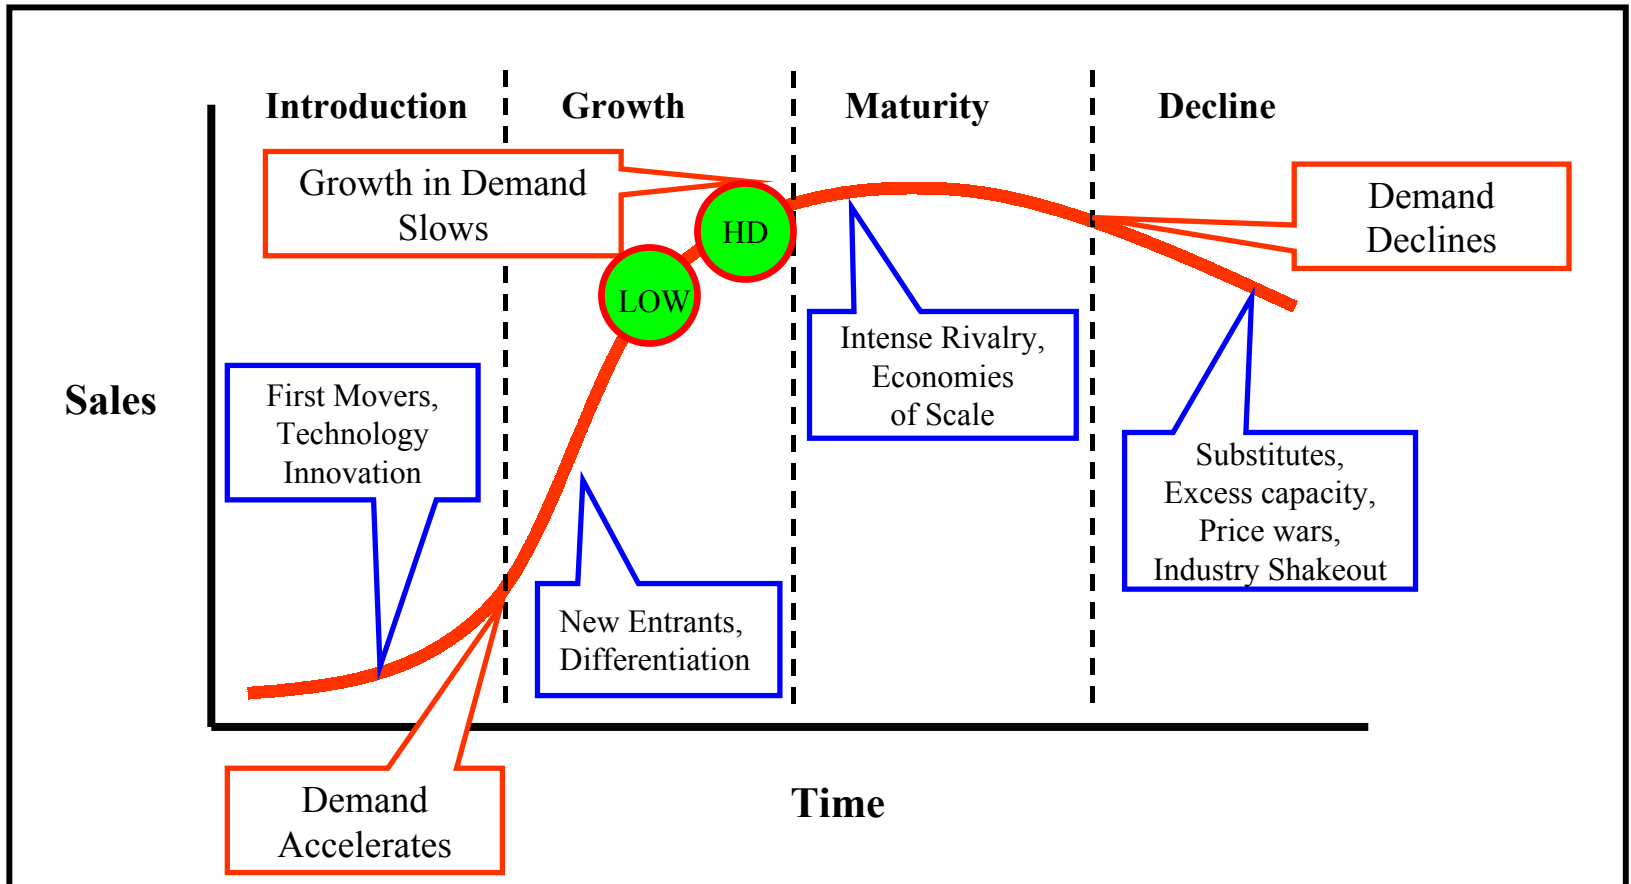 Introduction
Growth
Maturity
Decline
Growth in Demand
Slows
HD
LOW
Demand
Declines
Sales
First Movers,
Technology
Innovation
Intense Rivalry,
Economies
of Scale
Substitutes,
Excess capacity,
Price wars,
Industry Shakeout
New Entrants,
Differentiation
Demand
Accelerates
Time